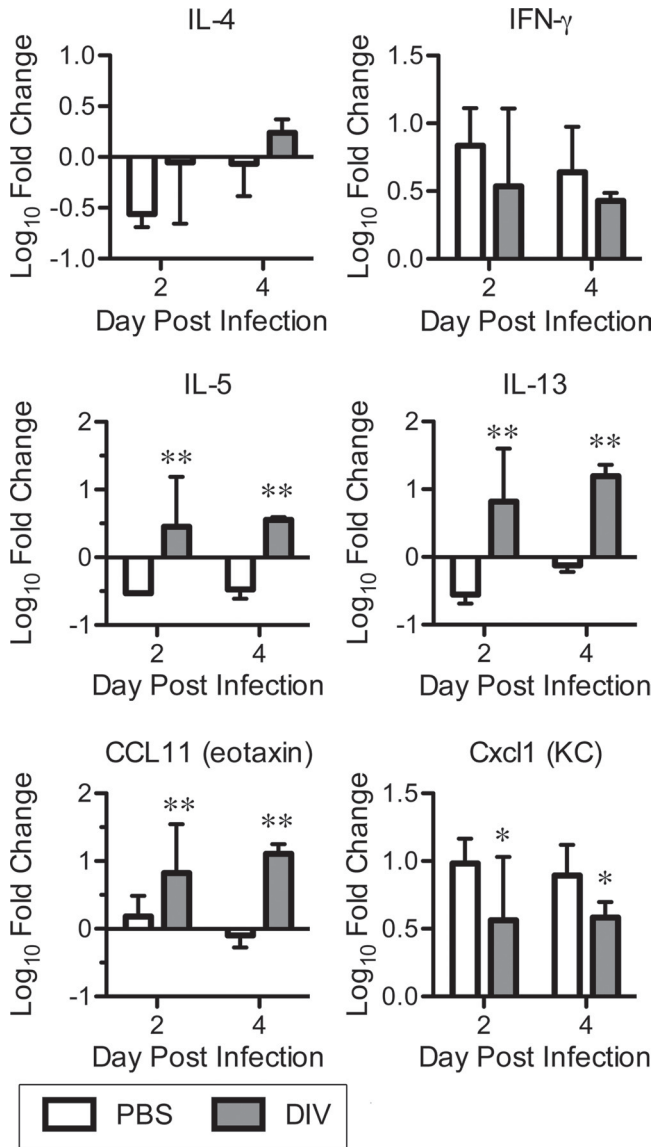 IL-4
Log10 Fold Change
1.0
0.5
0.0
-0.5
-1.0
2
4
Day Post Infection
IFN-γ
Log10 Fold Change
1.5
1.0
0.5
0.0
2
4
Day Post Infection
IL-5
Log10 Fold Change
2
1
0
-1
**
**
2
4
Day Post Infection
IL-13
Log10 Fold Change
2
1
0
-1
**
**
2
4
Day Post Infection
CCL11 (eotaxin)
Log10 Fold Change
2
1
0
-1
**
**
2
4
Day Post Infection
Cxcl1 (KC)
Log10 Fold Change
1.5
1.0
0.5
0.0
*
*
2
4
Day Post Infection
PBS
DIV